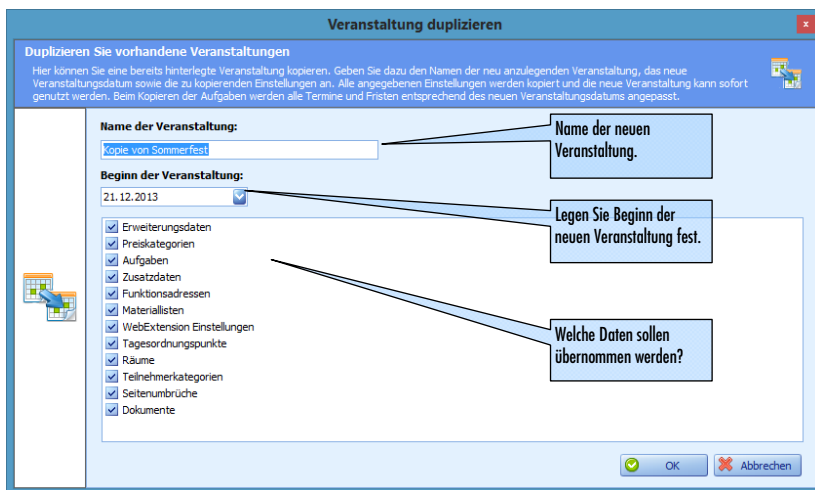 Veranstaltung duplizieren
x
Duplizieren Sie vorhandene Veranstaltungen
Hier können Sie eine bereits hinterlegte Veranstaltung kopieren. Geben Sie dazu den Namen der neu anzulegenden Veranstaltung, das neue
Veranstaltungsdatum sowie die zu kopierenden Einstellungen an. Alle angegebenen Einstellungen werden kopiert und die neue Veranstaltung kann sofort
genutzt werden. Beim Kopieren der Aufgaben werden alle Termine und Fristen entsprechend des neuen Veranstaltungsdatums angepasst.
Name der Veranstaltung:
Kopie von Sommerfest
Name der neuen
Veranstaltung.
Beginn der Veranstaltung:
21.12.2013
Legen Sie Beginn der
neuen Veranstaltung fest.
Erweiterungsdaten
Preiskategorien
Aufgaben
Zusatzdaten
Funktionsadressen
Materiallisten
WebExtension Einstellungen
Tagesordnungspunkte
Räume
Teilnehmerkategorien
Seitenumbrüche
Dokumente
Welche Daten sollen
übernommen werden?
OK
Abbrechen